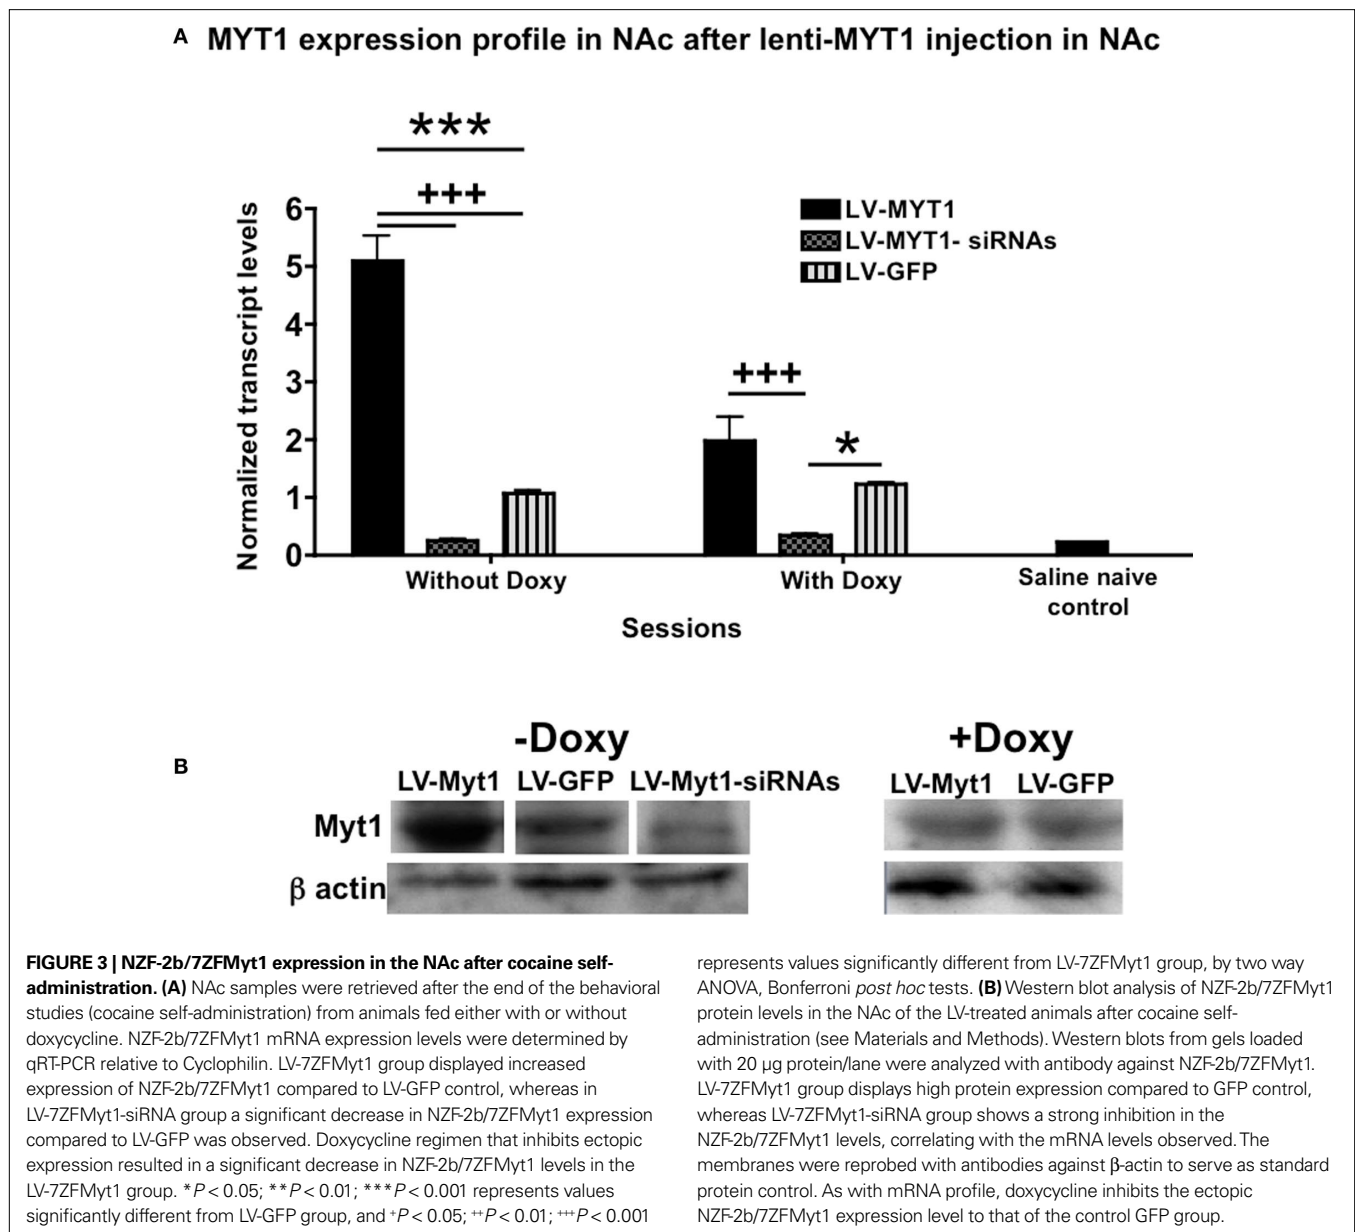 A MYT1 expression profile in NAc after lenti-MYT1 injection in NAc
***
+++
Normalized transcript levels
6
5
4
3
2
1
0
LV-MYT1
LV-MYT1- siRNAs
LV-GFP
+++
*
Without Doxy
With Doxy
Saline naive
control
Sessions
B
-Doxy
+Doxy
LV-Myt1 LV-GFP LV-Myt1-siRNAs
LV-Myt1 LV-GFP
Myt1
β actin
FIGURE 3 | NZF-2b/7ZFMyt1 expression in the NAc after cocaine self-
administration. (A) NAc samples were retrieved after the end of the behavioral
studies (cocaine self-administration) from animals fed either with or without
doxycycline. NZF-2b/7ZFMyt1 mRNA expression levels were determined by
qRT-PCR relative to Cyclophilin. LV-7ZFMyt1 group displayed increased
expression of NZF-2b/7ZFMyt1 compared to LV-GFP control, whereas in
LV-7ZFMyt1-siRNA group a significant decrease in NZF-2b/7ZFMyt1 expression
compared to LV-GFP was observed. Doxycycline regimen that inhibits ectopic
expression resulted in a significant decrease in NZF-2b/7ZFMyt1 levels in the
LV-7ZFMyt1 group. *P < 0.05; **P < 0.01; ***P < 0.001 represents values
significantly different from LV-GFP group, and ⁺P < 0.05; ⁺⁺P < 0.01; ⁺⁺⁺P < 0.001
represents values significantly different from LV-7ZFMyt1 group, by two way
ANOVA, Bonferroni post hoc tests. (B) Western blot analysis of NZF-2b/7ZFMyt1
protein levels in the NAc of the LV-treated animals after cocaine self-
administration (see Materials and Methods). Western blots from gels loaded
with 20 μg protein/lane were analyzed with antibody against NZF-2b/7ZFMyt1.
LV-7ZFMyt1 group displays high protein expression compared to GFP control,
whereas LV-7ZFMyt1-siRNA group shows a strong inhibition in the
NZF-2b/7ZFMyt1 levels, correlating with the mRNA levels observed. The
membranes were reprobed with antibodies against β-actin to serve as standard
protein control. As with mRNA profile, doxycycline inhibits the ectopic
NZF-2b/7ZFMyt1 expression level to that of the control GFP group.